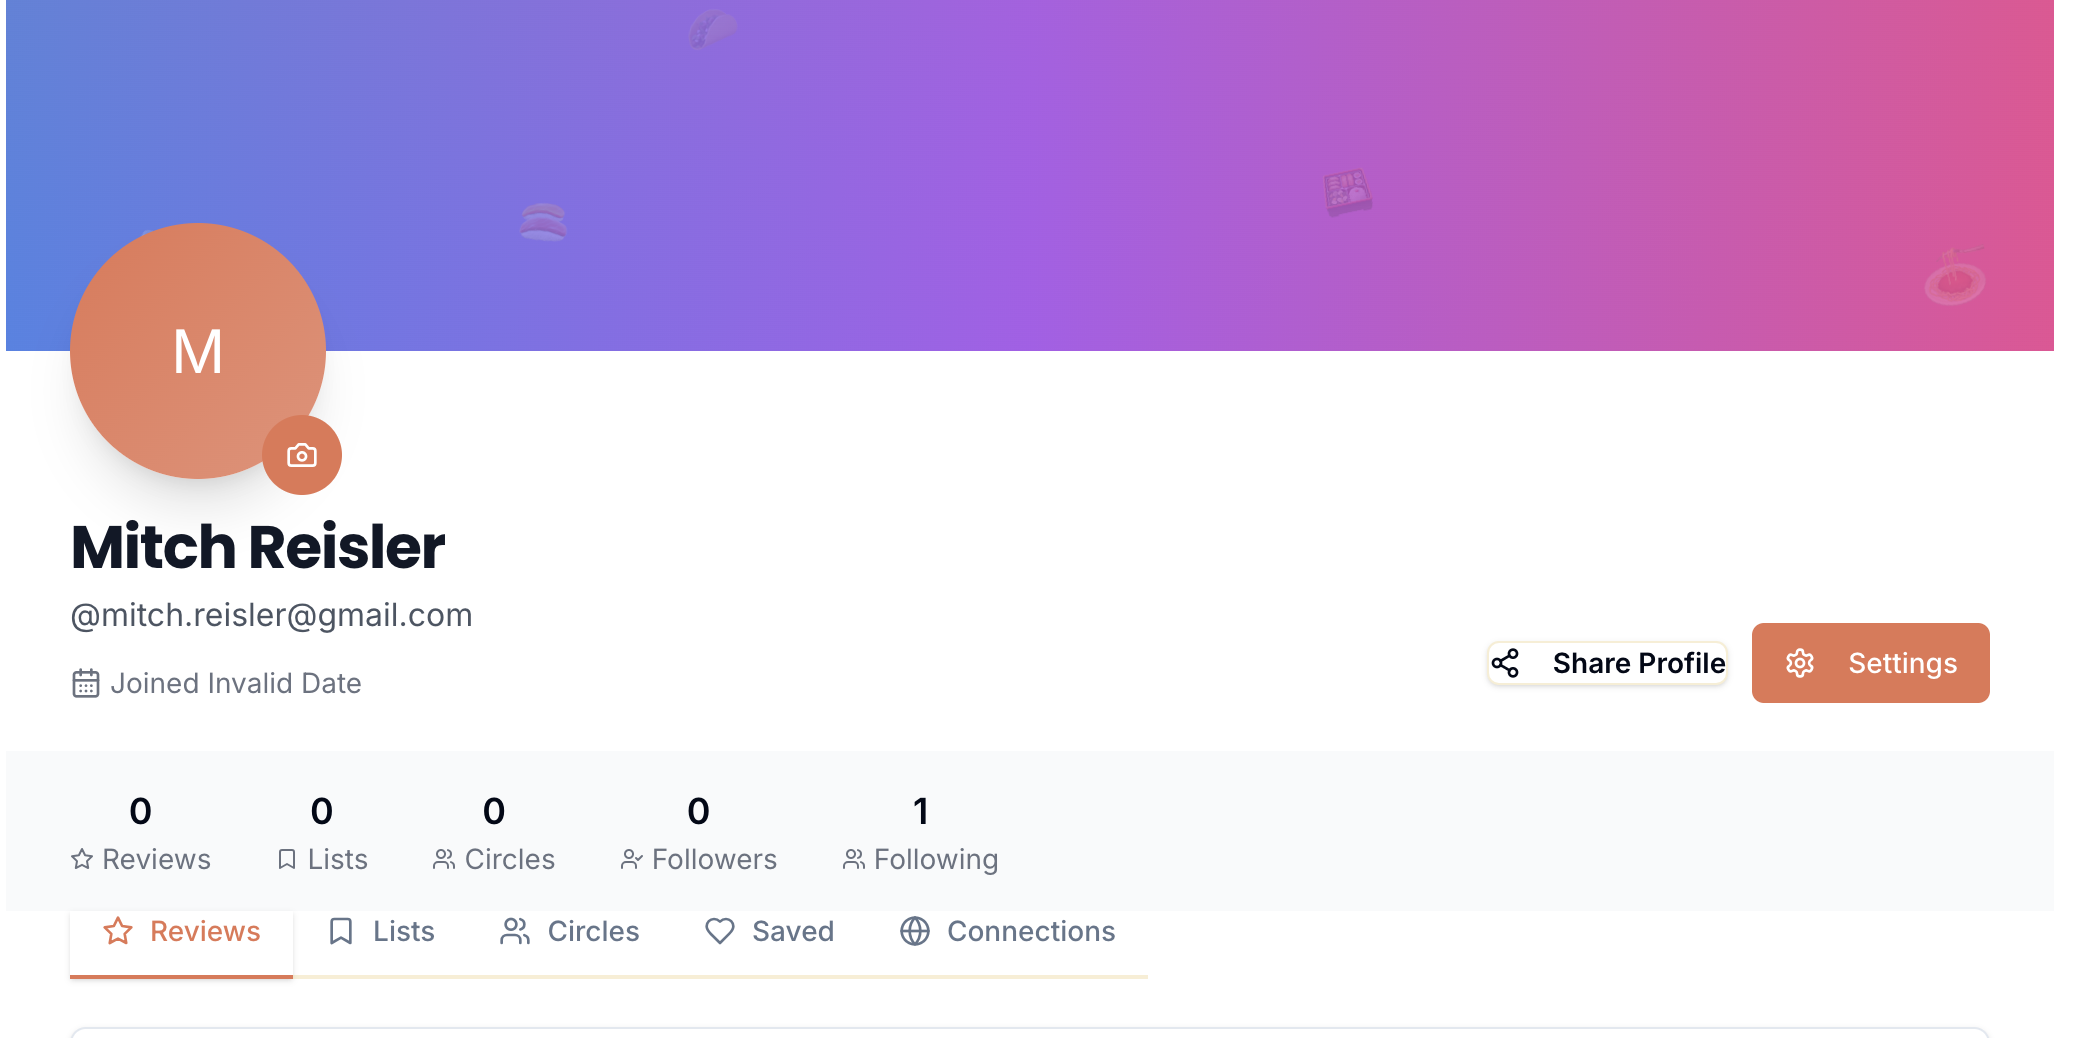 M
Mitch Reisler
@mitch.reisler@gmail.com
Joined Invalid Date
Share Profile
Settings
0 0 0 0 1
Reviews Lists Circles Followers Following
Reviews Lists Circles Saved Connections